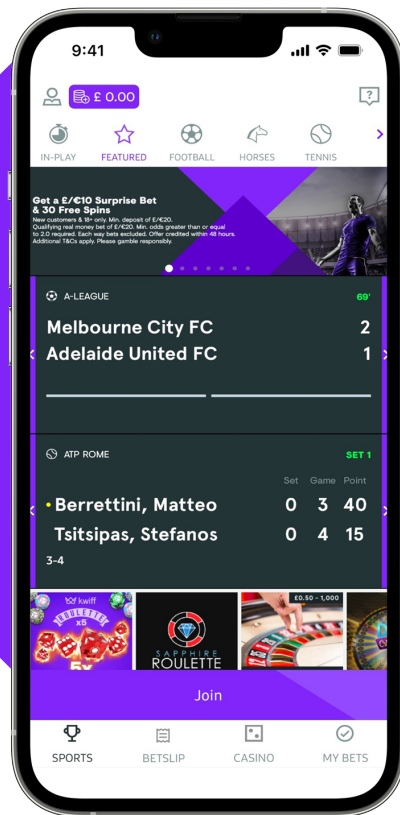 9:41
£ 0.00
?
IN-PLAY FEATURED FOOTBALL HORSES TENNIS
Get a £/€10 Surprise Bet
& 30 Free Spins
New customers & 18+ only. Min. deposit of £/€20.
Qualifying real money bet of £/€20. Min. odds greater than or equal
to 2.0 required. Each way bets excluded. Offer credited within 48 hours.
Additional T&Cs apply. Please gamble responsibly.
A-LEAGUE 69'
Melbourne City FC 2
Adelaide United FC 1
ATP ROME SET 1
Set Game Point
Berrettini, Matteo 0 3 40
Tsitsipas, Stefanos 0 4 15
3-4
kwiff
ROULETTE
x5
5x
SAPPHIRE
ROULETTE
£0.50 - 1,000
Join
SPORTS BETSLIP CASINO MY BETS